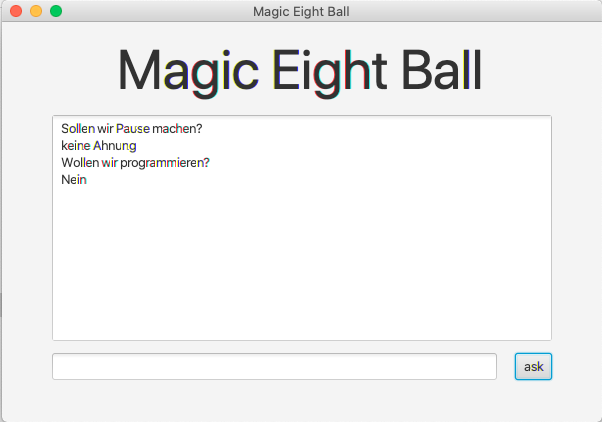 Magic Eight Ball
Magic Eight Ball
Sollen wir Pause machen?
keine Ahnung
Wollen wir programmieren?
Nein
ask